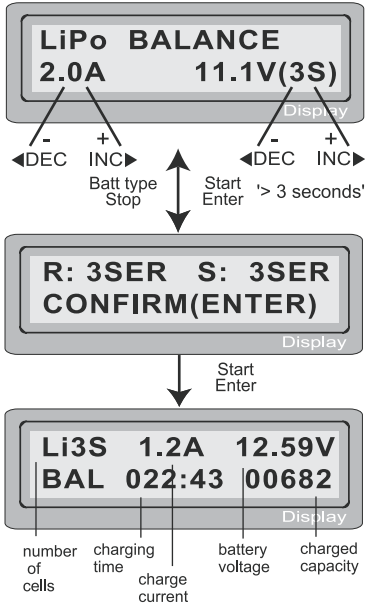 LiPo BALANCE
2.0A 11.1V(3S)
Display
- + - +
◀DEC INC▶ ◀DEC INC▶
Batt type Start '> 3 seconds'
Stop Enter
R: 3SER S: 3SER
CONFIRM(ENTER)
Display
Start
Enter
Li3S 1.2A 12.59V
BAL 022:43 00682
Display
number charging battery charged
of time voltage capacity
cells charge
current